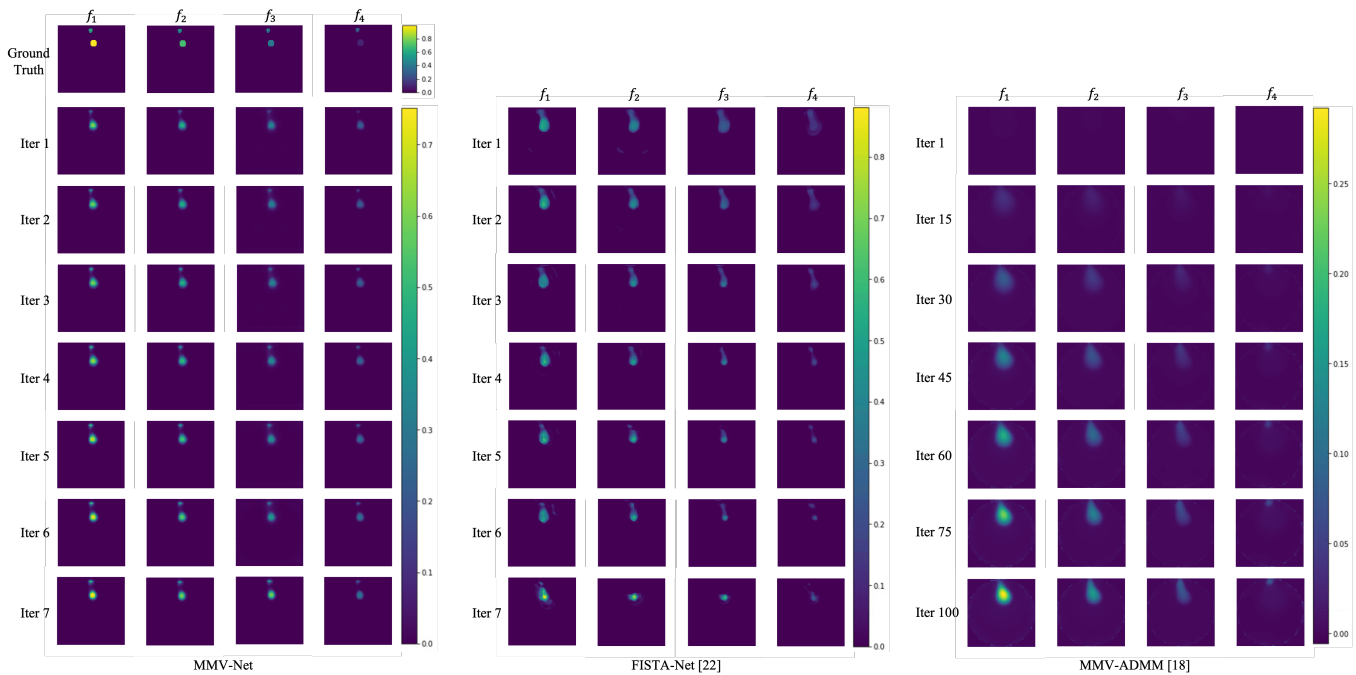 f₁ f₂ f₃ f₄
Ground
Truth
0.8
0.6
0.4
0.2
0.0
Iter 1
Iter 2
Iter 3
Iter 4
Iter 5
Iter 6
Iter 7
0.7
0.6
0.5
0.4
0.3
0.2
0.1
0.0
MMV-Net
f₁ f₂ f₃ f₄
Iter 1
Iter 2
Iter 3
Iter 4
Iter 5
Iter 6
Iter 7
0.8
0.7
0.6
0.5
0.4
0.3
0.2
0.1
0.0
FISTA-Net [22]
f₁ f₂ f₃ f₄
Iter 1
Iter 15
Iter 30
Iter 45
Iter 60
Iter 75
Iter 100
0.25
0.20
0.15
0.10
0.05
0.00
MMV-ADMM [18]